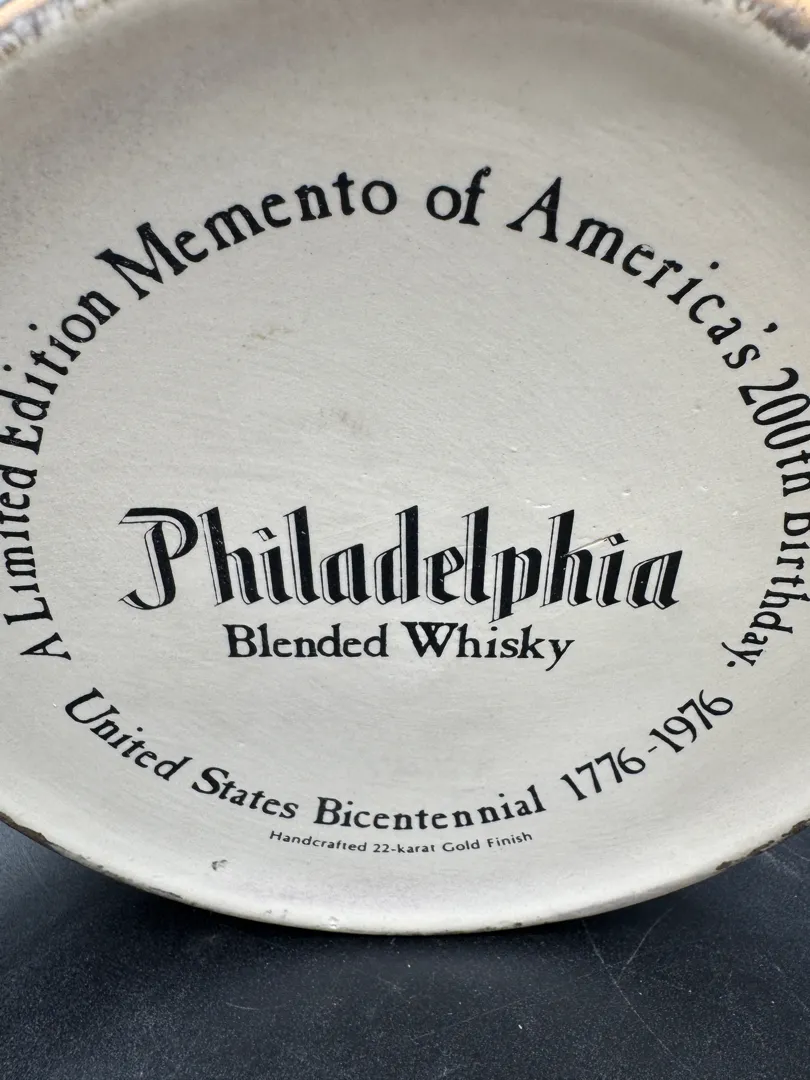 A Limited Edition Memento of America's 200th Birthday.
Philadelphia
Blended Whisky
United States Bicentennial 1776-1976
Handcrafted 22-karat Gold Finish